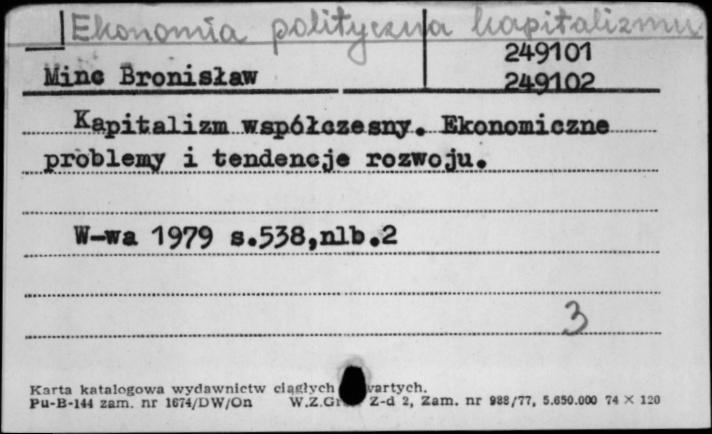 Ekonomia polityczna kapitalizmu
249101
Minc Bronisław
249102
Kapitalizm współczesny. Ekonomiczne
problemy i tendencje rozwoju.
W-wa 1979 s.538,nlb.2
3
Karta katalogowa wydawnictw ciągłych
Pu-B-144 zam. nr 1674/DW/On W.Z. Z-d 2, Zam. nr 988/77, 5.650.000 74 × 120